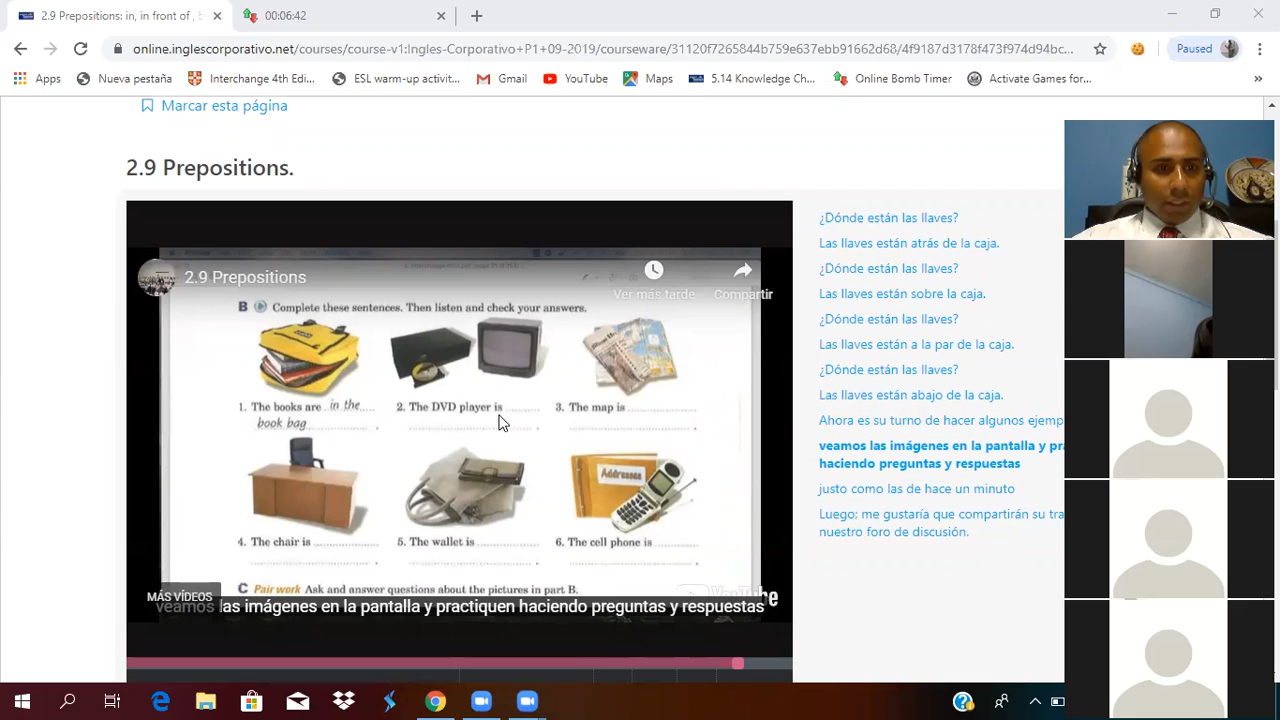 2.9 Prepositions: in, in front of , b
00:06:42
online.inglescorporativo.net/courses/course-v1:Ingles-Corporativo+P1+09-2019/courseware/31120f7265844b759e637ebb91662d68/4f9187d3178f473f974d94bc...
Paused
Apps
Nueva pestaña
Interchange 4th Edi...
ESL warm-up activit...
Gmail
YouTube
Maps
5.14 Knowledge Ch...
Online Bomb Timer
Activate Games for...
»
Marcar esta página
2.9 Prepositions.
2.9 Prepositions
Ver más tarde
Compartir
B Complete these sentences. Then listen and check your answers.
1. The books are in the
book bag
2. The DVD player is
3. The map is
Addresses
4. The chair is
5. The wallet is
6. The cell phone is
C Pair work Ask and answer questions about the pictures in part B.
MÁS VÍDEOS
YouTube
veamos las imágenes en la pantalla y practiquen haciendo preguntas y respuestas
¿Dónde están las llaves?
Las llaves están atrás de la caja.
¿Dónde están las llaves?
Las llaves están sobre la caja.
¿Dónde están las llaves?
Las llaves están a la par de la caja.
¿Dónde están las llaves?
Las llaves están abajo de la caja.
Ahora es su turno de hacer algunos ejemp
veamos las imágenes en la pantalla y pra
haciendo preguntas y respuestas
justo como las de hace un minuto
Luego; me gustaría que compartirán su tra
nuestro foro de discusión.